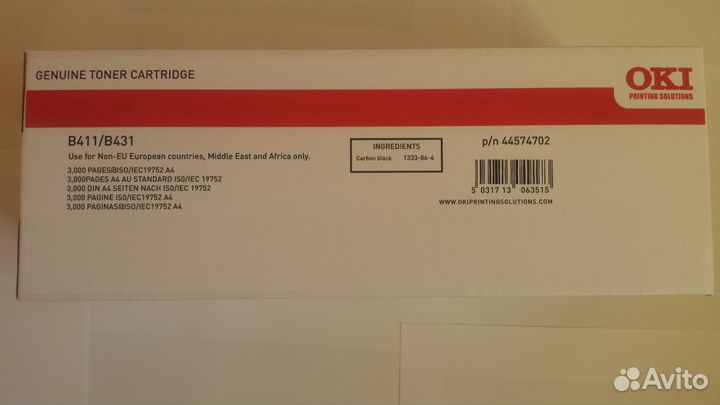 GENUINE TONER CARTRIDGE
OKI
PRINTING SOLUTIONS
B411/B431
Use for Non-EU European countries, Middle East and Africa only.
3,000 PAGES@ISO/IEC19752 A4
3,000PAGES A4 AU STANDARD ISO/IEC 19752
3,000 DIN A4 SEITEN NACH ISO/IEC 19752
3,000 PAGINE ISO/IEC19752 A4
3,000 PAGINAS@ISO/IEC19752 A4
INGREDIENTS
Carbon black 1333-86-4
p/n 44574702
5 031713 063515
WWW.OKIPRINTINGSOLUTIONS.COM
Avito